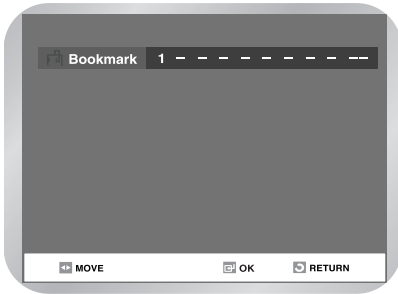 Bookmark 1 – – – – – – – – ––
MOVE OK RETURN